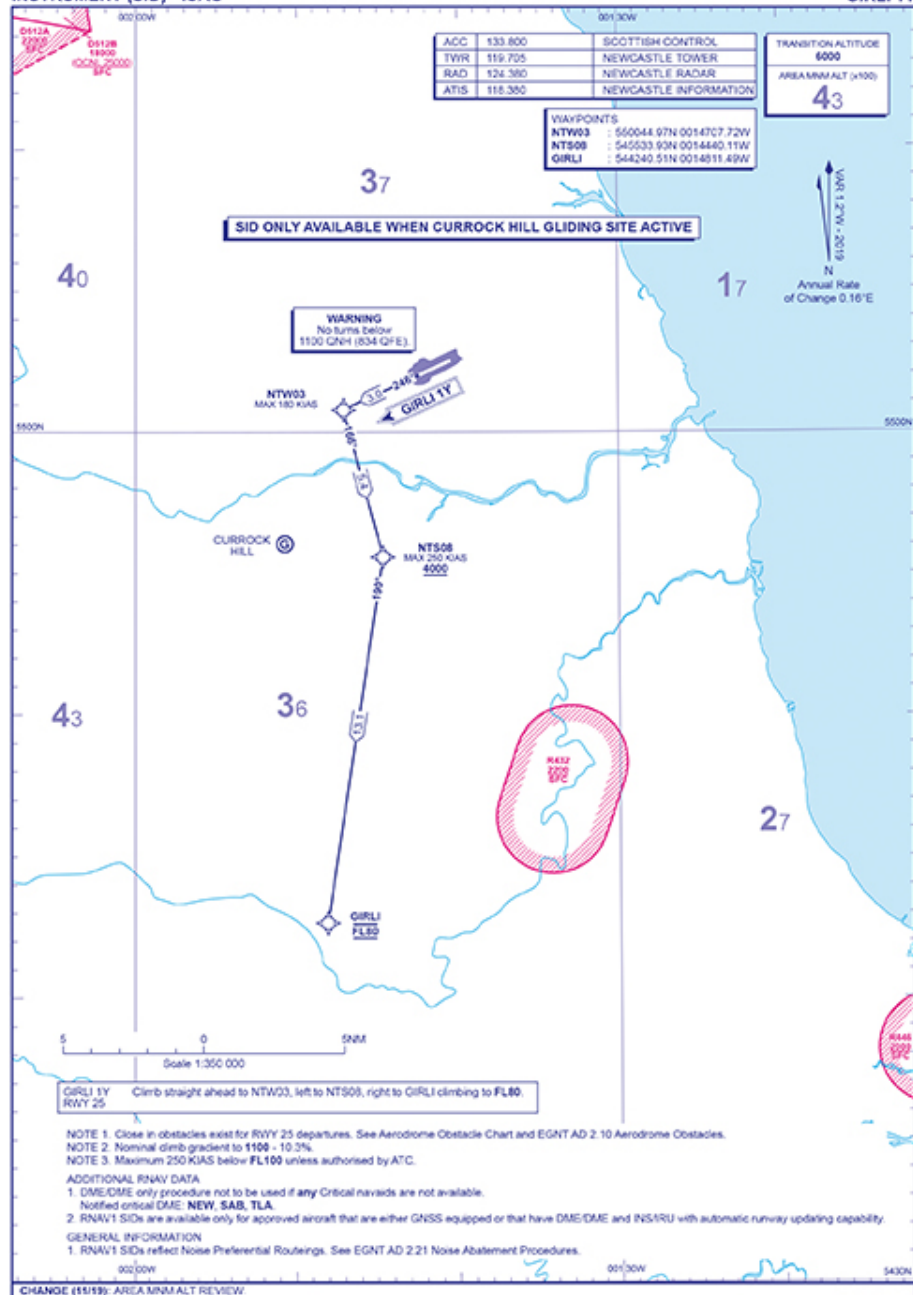 002 00W
001 30W
D512A
22000
SFC
D512B
18000
(OCNL 25000)
SFC
ACC 133.800 SCOTTISH CONTROL
TWR 119.705 NEWCASTLE TOWER
RAD 124.380 NEWCASTLE RADAR
ATIS 118.380 NEWCASTLE INFORMATION
TRANSITION ALTITUDE
6000
AREA MNM ALT (x100)
43
WAYPOINTS
NTW03 : 550044.97N 0014707.72W
NTS08 : 545533.93N 0014440.11W
GIRLI : 544240.51N 0014811.49W
37
SID ONLY AVAILABLE WHEN CURROCK HILL GLIDING SITE ACTIVE
VAR 1.2°W - 2019
N
Annual Rate
of Change 0.16°E
40
17
WARNING
No turns below
1100 QNH (834 QFE).
NTW03
MAX 180 KIAS
3.0
246°
GIRLI 1Y
5500N
5500N
166°
5.4
CURROCK
HILL
G
NTS08
MAX 250 KIAS
4000
190°
43
36
13.1
R432
2200
SFC
27
GIRLI
FL80
R446
SFC
5 0 5NM
Scale 1:350 000
GIRLI 1Y Climb straight ahead to NTW03, left to NTS08, right to GIRLI climbing to FL80.
RWY 25
NOTE 1. Close in obstacles exist for RWY 25 departures. See Aerodrome Obstacle Chart and EGNT AD 2.10 Aerodrome Obstacles.
NOTE 2. Nominal climb gradient to 1100 - 10.3%.
NOTE 3. Maximum 250 KIAS below FL100 unless authorised by ATC.
ADDITIONAL RNAV DATA
1. DME/DME only procedure not to be used if any Critical navaids are not available.
Notified critical DME: NEW, SAB, TLA.
2. RNAV1 SIDs are available only for approved aircraft that are either GNSS equipped or that have DME/DME and INS/IRU with automatic runway updating capability.
GENERAL INFORMATION
1. RNAV1 SIDs reflect Noise Preferential Routeings. See EGNT AD 2.21 Noise Abatement Procedures.
002 00W
001 30W
5430N
CHANGE (11/19): AREA MNM ALT REVIEW.